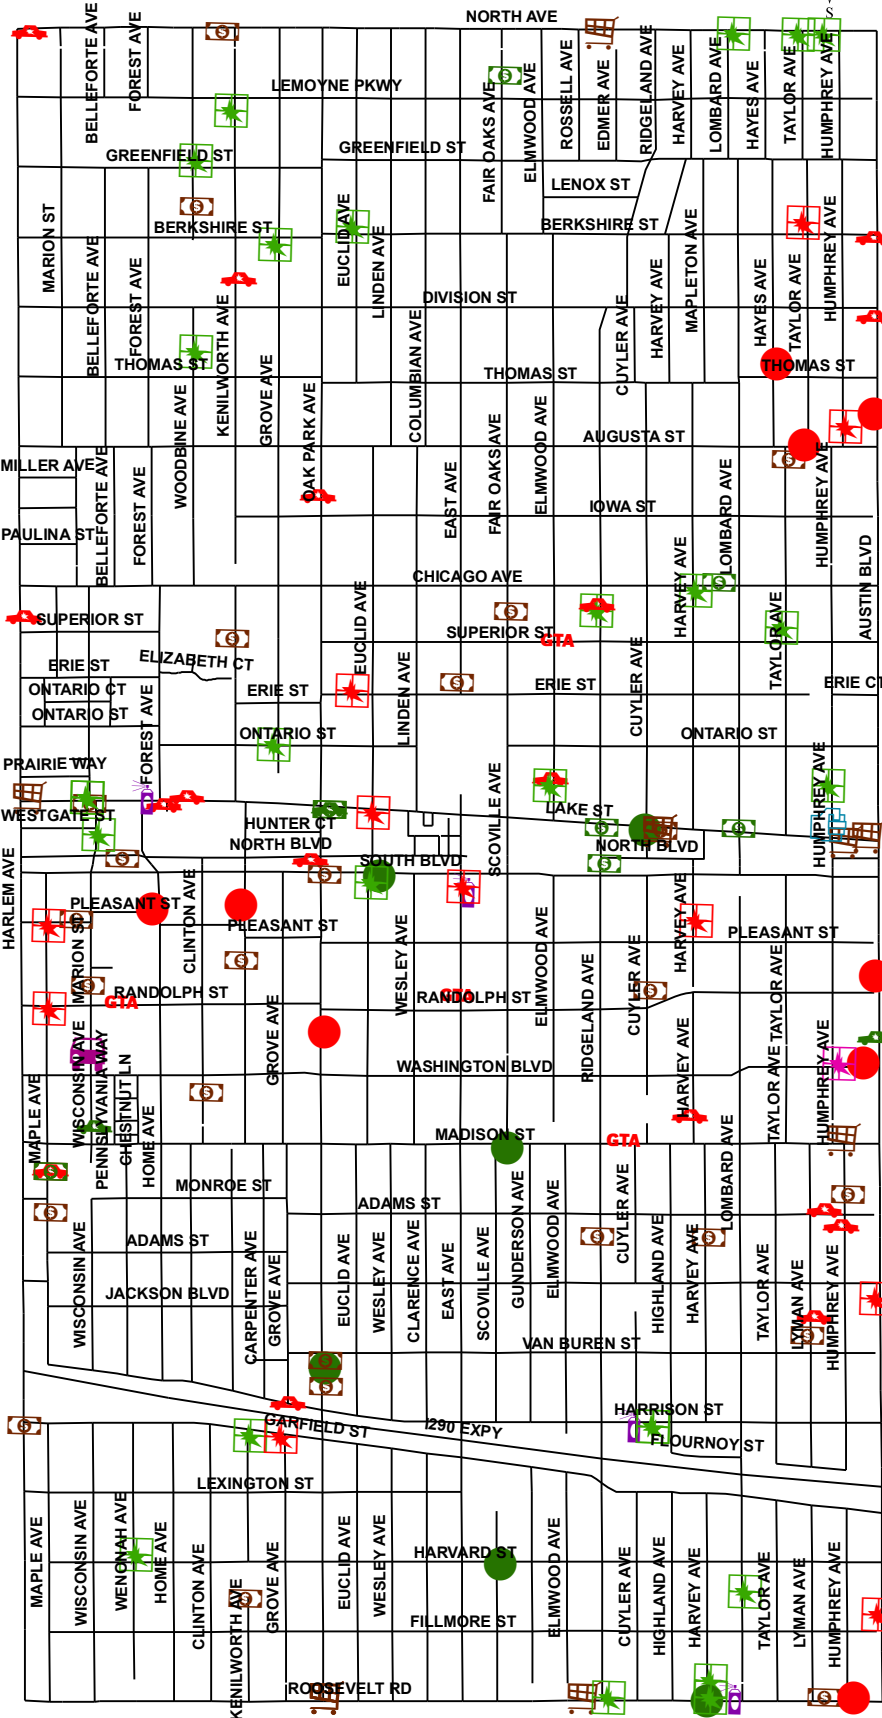 S
NORTH AVE
BELLEFORTE AVE
FOREST AVE
LEMOYNE PKWY
FAIR OAKS AVE
ELMWOOD AVE
ROSSELL AVE
EDMER AVE
RIDGELAND AVE
HARVEY AVE
LOMBARD AVE
HAYES AVE
TAYLOR AVE
HUMPHREY AVE
GREENFIELD ST
GREENFIELD ST
LENOX ST
MARION ST
BERKSHIRE ST
EUCLID AVE
LINDEN AVE
BERKSHIRE ST
MAPLETON AVE
HUMPHREY AVE
BELLEFORTE AVE
FOREST AVE
DIVISION ST
CUYLER AVE
HARVEY AVE
HAYES AVE
TAYLOR AVE
KENILWORTH AVE
COLUMBIAN AVE
THOMAS ST
THOMAS ST
THOMAS ST
GROVE AVE
OAK PARK AVE
WOODBINE AVE
FAIR OAKS AVE
ELMWOOD AVE
AUGUSTA ST
MILLER AVE
BELLEFORTE AVE
FOREST AVE
EAST AVE
LOMBARD AVE
HUMPHREY AVE
IOWA ST
PAULINA ST
HARVEY AVE
AUSTIN BLVD
CHICAGO AVE
EUCLID AVE
TAYLOR AVE
SUPERIOR ST
SUPERIOR ST
GTA
ERIE ST
ELIZABETH CT
LINDEN AVE
CUYLER AVE
ONTARIO CT
ERIE ST
ERIE ST
ERIE CT
ONTARIO ST
FOREST AVE
ONTARIO ST
ONTARIO ST
PRAIRIE WAY
SCOVILLE AVE
HUMPHREY AVE
WESTGATE ST
HUNTER CT
LAKE ST
NORTH BLVD
NORTH BLVD
SOUTH BLVD
HARLEM AVE
CLINTON AVE
PLEASANT ST
PLEASANT ST
PLEASANT ST
MARION ST
WESLEY AVE
ELMWOOD AVE
HARVEY AVE
CUYLER AVE
TAYLOR AVE
RIDGELAND AVE
RANDOLPH ST
GTA
RANDOLPH ST
GTA
GROVE AVE
WASHINGTON BLVD
MAPLE AVE
WISCONSIN AVE
PENNSYLVANIA WAY
CHESTNUT LN
HOME AVE
HARVEY AVE
TAYLOR AVE
HUMPHREY AVE
MADISON ST
GTA
MONROE ST
ADAMS ST
GUNDERSON AVE
ELMWOOD AVE
CUYLER AVE
LOMBARD AVE
ADAMS ST
WISCONSIN AVE
CARPENTER AVE
GROVE AVE
EUCLID AVE
WESLEY AVE
CLARENCE AVE
EAST AVE
SCOVILLE AVE
HIGHLAND AVE
HARVEY AVE
TAYLOR AVE
LYMAN AVE
HUMPHREY AVE
JACKSON BLVD
VAN BUREN ST
HARRISON ST
GARFIELD ST
I290 EXPY
FLOURNOY ST
LEXINGTON ST
MAPLE AVE
WISCONSIN AVE
WENONAH AVE
HOME AVE
CLINTON AVE
KENILWORTH AVE
GROVE AVE
EUCLID AVE
WESLEY AVE
HARVARD ST
ELMWOOD AVE
CUYLER AVE
HIGHLAND AVE
HARVEY AVE
TAYLOR AVE
LYMAN AVE
HUMPHREY AVE
FILLMORE ST
ROOSEVELT RD